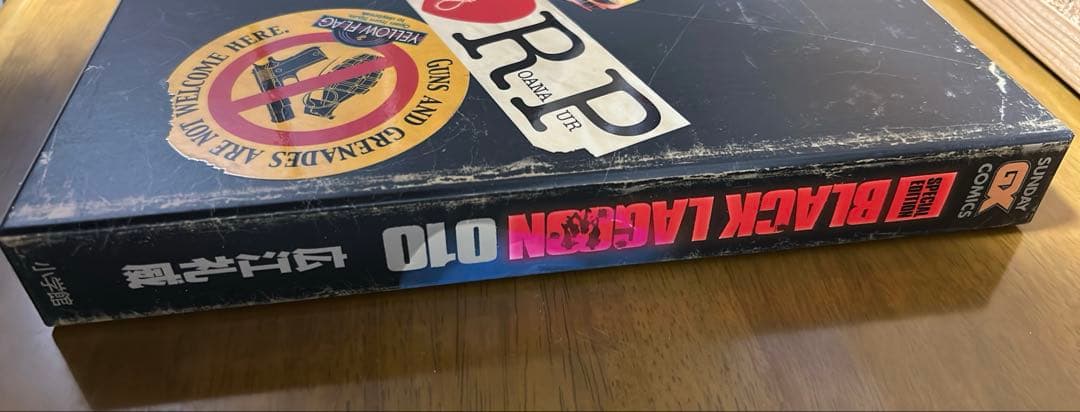 SUNDAY
GX
COMICS
SPECIAL
EDITION
BLACK LAGOON 010
広江礼威
小学館
GUNS AND GRENADES ARE NOT WELCOME HERE.
YELLOW FLAG
ROANAPUR